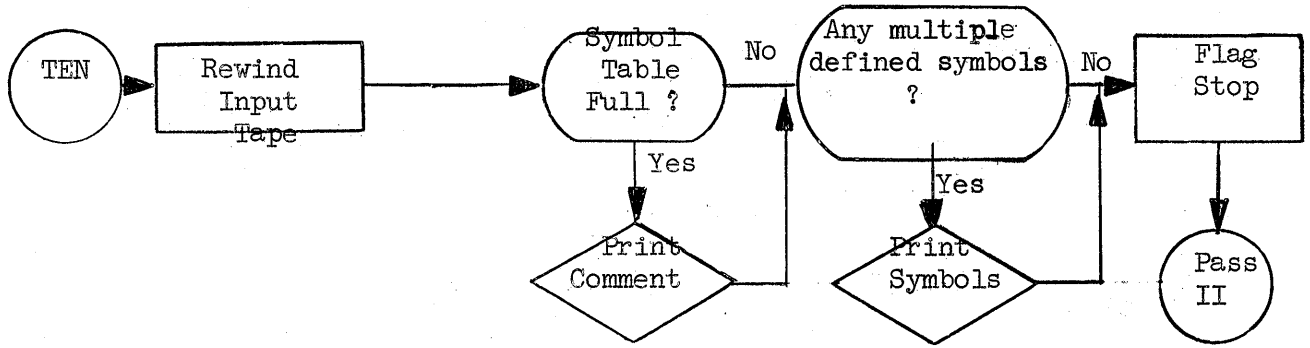 TEN
Rewind
Input
Tape
Symbol
Table
Full ?
No
Yes
Print
Comment
Any multiple
defined symbols
?
No
Yes
Print
Symbols
Flag
Stop
Pass
II